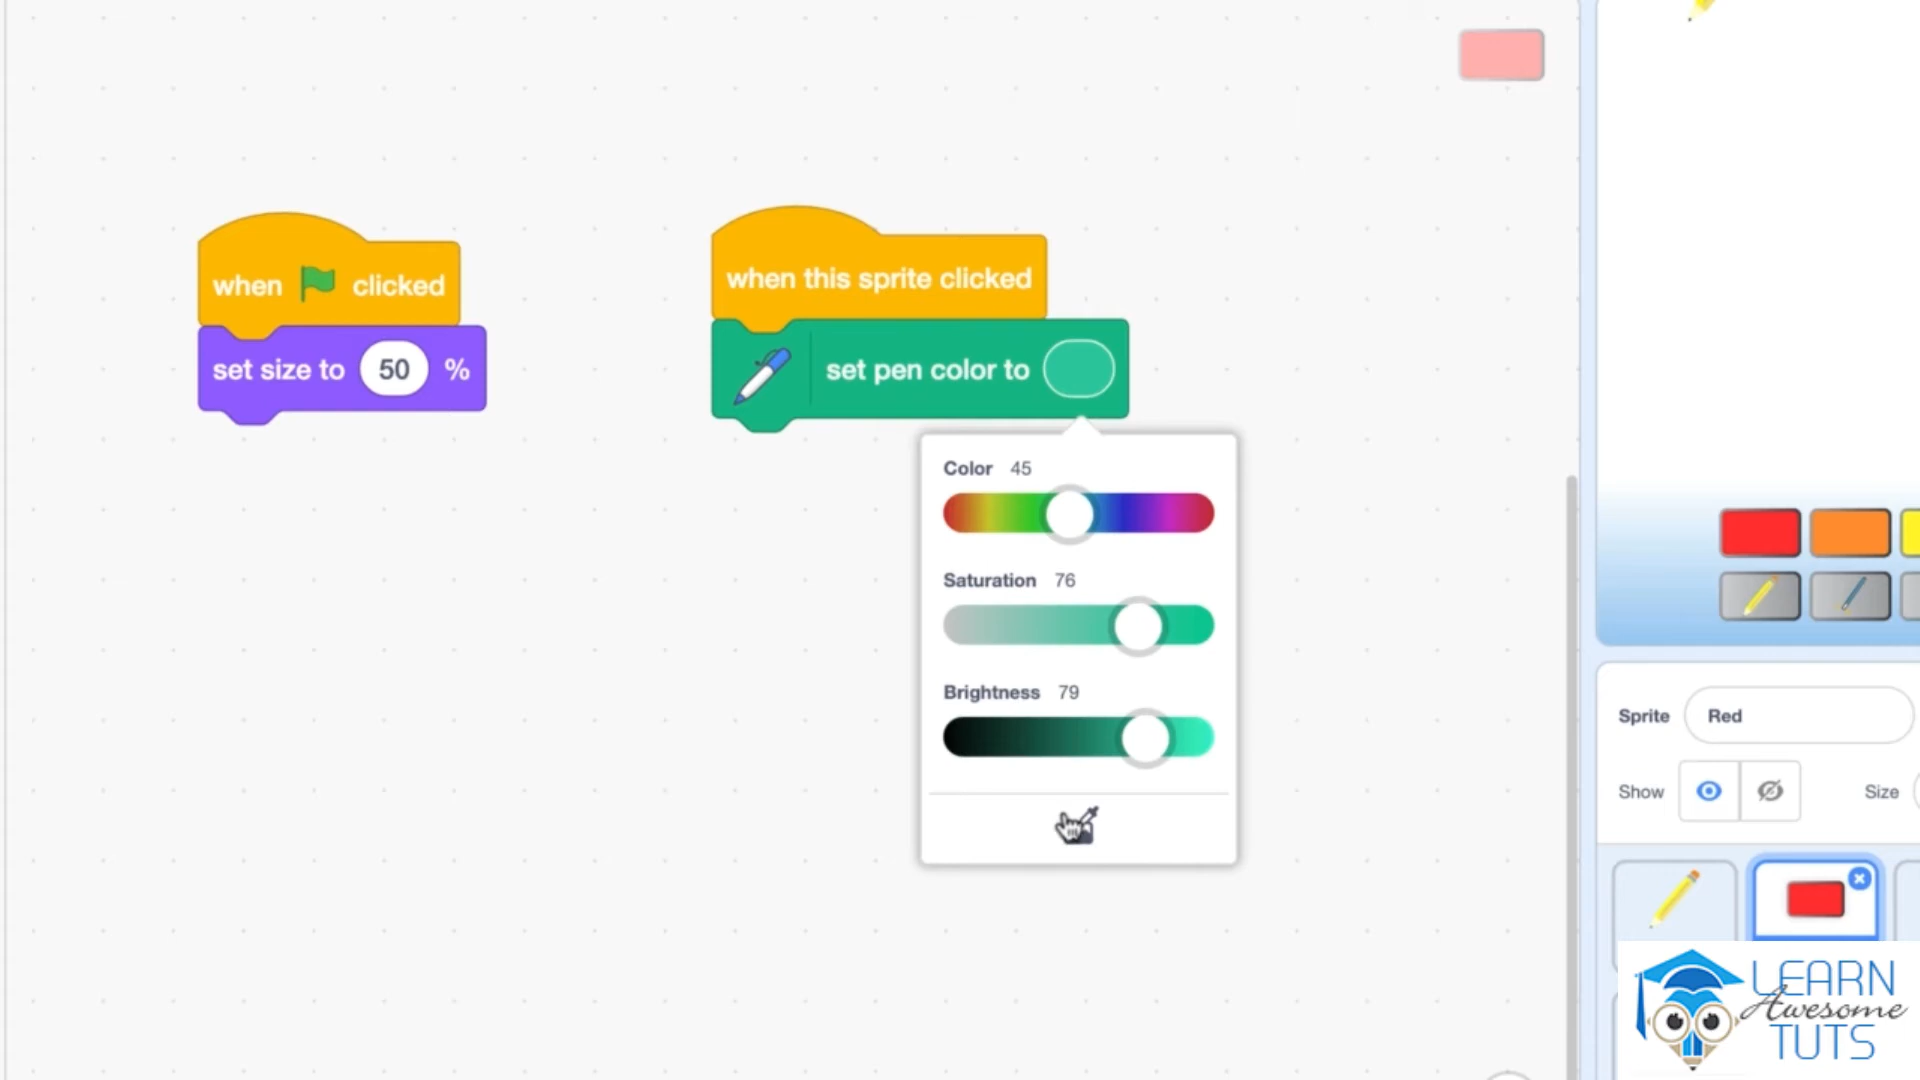 when clicked
set size to 50 %
when this sprite clicked
set pen color to
Color 45
Saturation 76
Brightness 79
Sprite Red
Show Size
LEARN
Awesome
TUTS